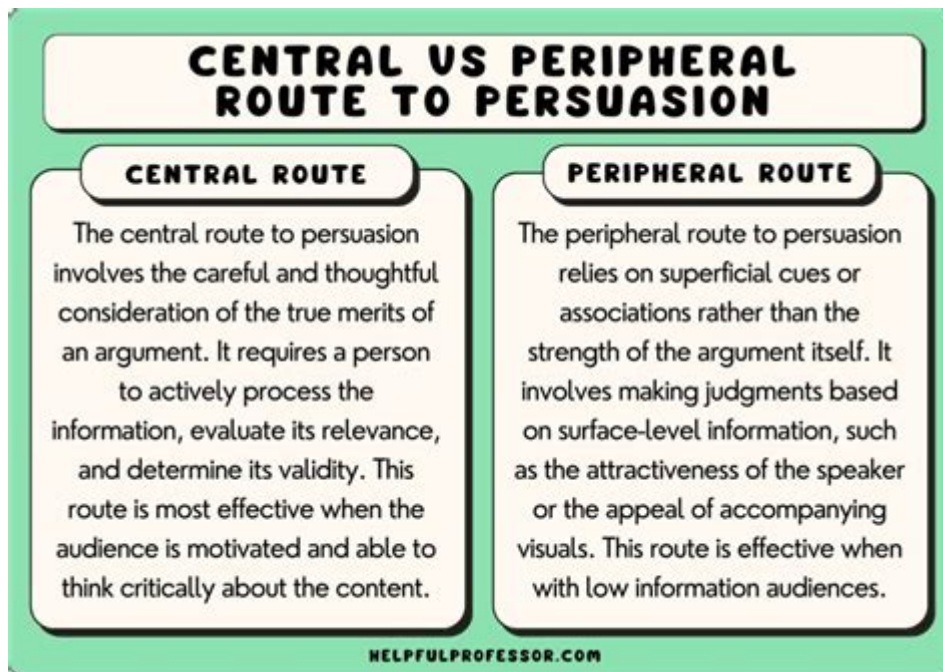 CENTRAL VS PERIPHERAL
ROUTE TO PERSUASION
CENTRAL ROUTE
The central route to persuasion
involves the careful and thoughtful
consideration of the true merits of
an argument. It requires a person
to actively process the
information, evaluate its relevance,
and determine its validity. This
route is most effective when the
audience is motivated and able to
think critically about the content.
PERIPHERAL ROUTE
The peripheral route to persuasion
relies on superficial cues or
associations rather than the
strength of the argument itself. It
involves making judgments based
on surface-level information, such
as the attractiveness of the speaker
or the appeal of accompanying
visuals. This route is effective when
with low information audiences.
HELPFULPROFESSOR.COM